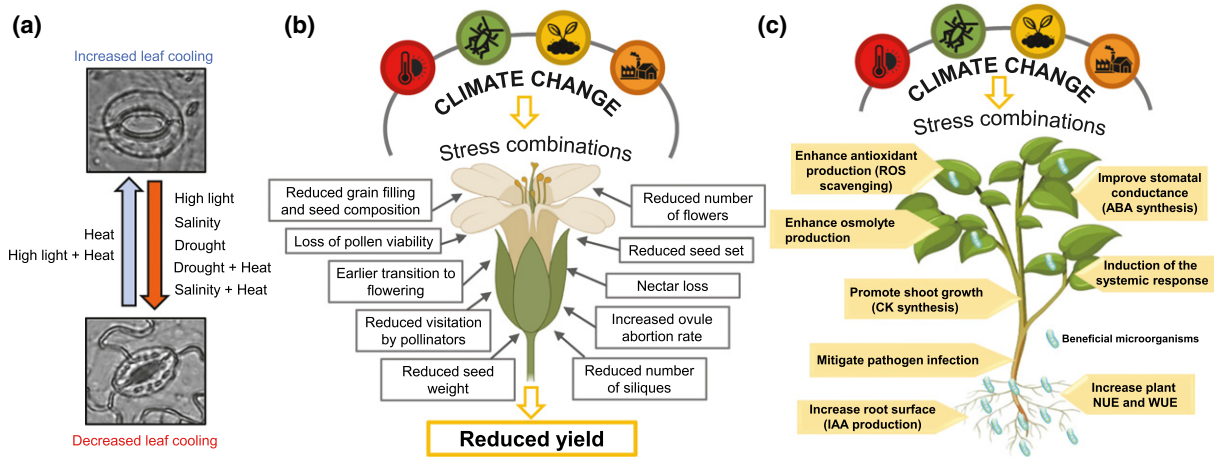 (a)
Increased leaf cooling
Heat
High light + Heat
High light
Salinity
Drought
Drought + Heat
Salinity + Heat
Decreased leaf cooling
(b)
CLIMATE CHANGE
Stress combinations
Reduced grain filling
and seed composition
Loss of pollen viability
Earlier transition to
flowering
Reduced visitation
by pollinators
Reduced seed
weight
Reduced number
of flowers
Reduced seed set
Nectar loss
Increased ovule
abortion rate
Reduced number
of siliques
Reduced yield
(c)
CLIMATE CHANGE
Stress combinations
Enhance antioxidant
production (ROS
scavenging)
Enhance osmolyte
production
Promote shoot growth
(CK synthesis)
Mitigate pathogen infection
Increase root surface
(IAA production)
Improve stomatal
conductance
(ABA synthesis)
Induction of the
systemic response
Beneficial microorganisms
Increase plant
NUE and WUE